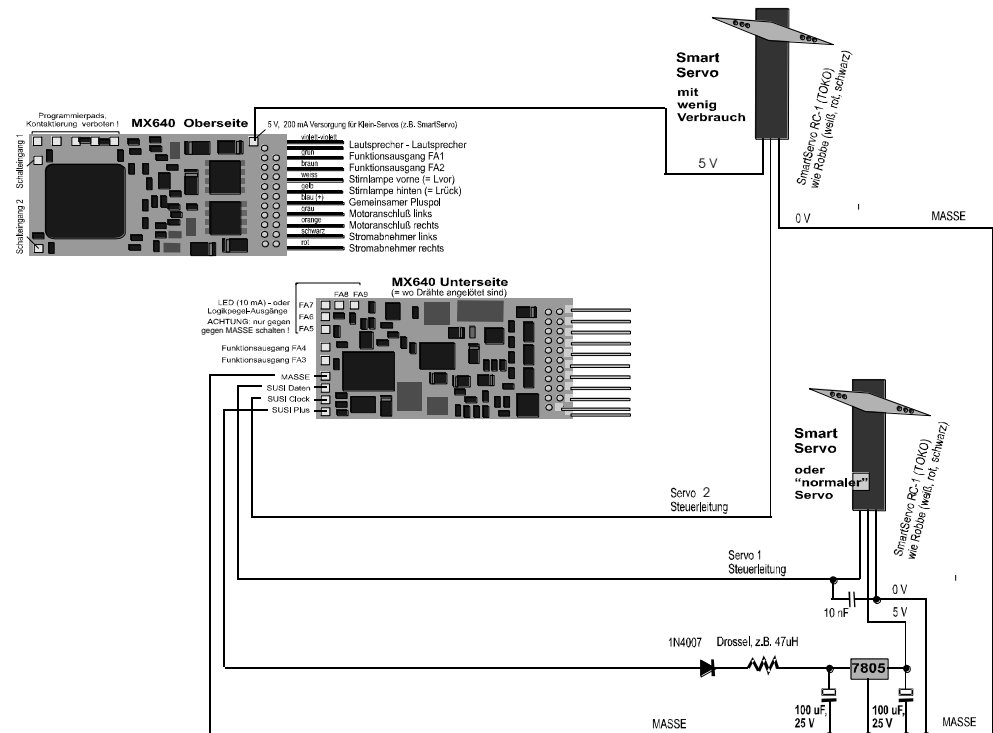 Smart
Servo
mit
wenig
Verbrauch
SmartServo RC-1 (TOKO)
wie Robbe (weiß, rot, schwarz)
Programmierpads,
Kontaktierung verboten !
MX640 Oberseite
5 V, 200 mA Versorgung für Klein-Servos (z.B. SmartServo)
Schalteingang 1
Schalteingang 2
violett-violett
Lautsprecher - Lautsprecher
grün
Funktionsausgang FA1
braun
Funktionsausgang FA2
weiss
Stirnlampe vorne (= Lvor)
gelb
Stirnlampe hinten (= Lrück)
blau (+)
Gemeinsamer Pluspol
grau
Motoranschluß links
orange
Motoranschluß rechts
schwarz
Stromabnehmer links
rot
Stromabnehmer rechts
5 V
0 V
MASSE
MX640 Unterseite
(= wo Drähte angelötet sind)
FA8 FA9
LED (10 mA) - oder
Logikpegel-Ausgänge
ACHTUNG: nur gegen
gegen MASSE schalten !
FA7
FA6
FA5
Funktionsausgang FA4
Funktionsausgang FA3
MASSE
SUSI Daten
SUSI Clock
SUSI Plus
Smart
Servo
oder
“normaler”
Servo
SmartServo RC-1 (TOKO)
wie Robbe (weiß, rot, schwarz)
Servo 2
Steuerleitung
Servo 1
Steuerleitung
10 nF
0 V
5 V
1N4007
Drossel, z.B. 47uH
7805
100 uF,
25 V
100 uF,
25 V
MASSE
MASSE